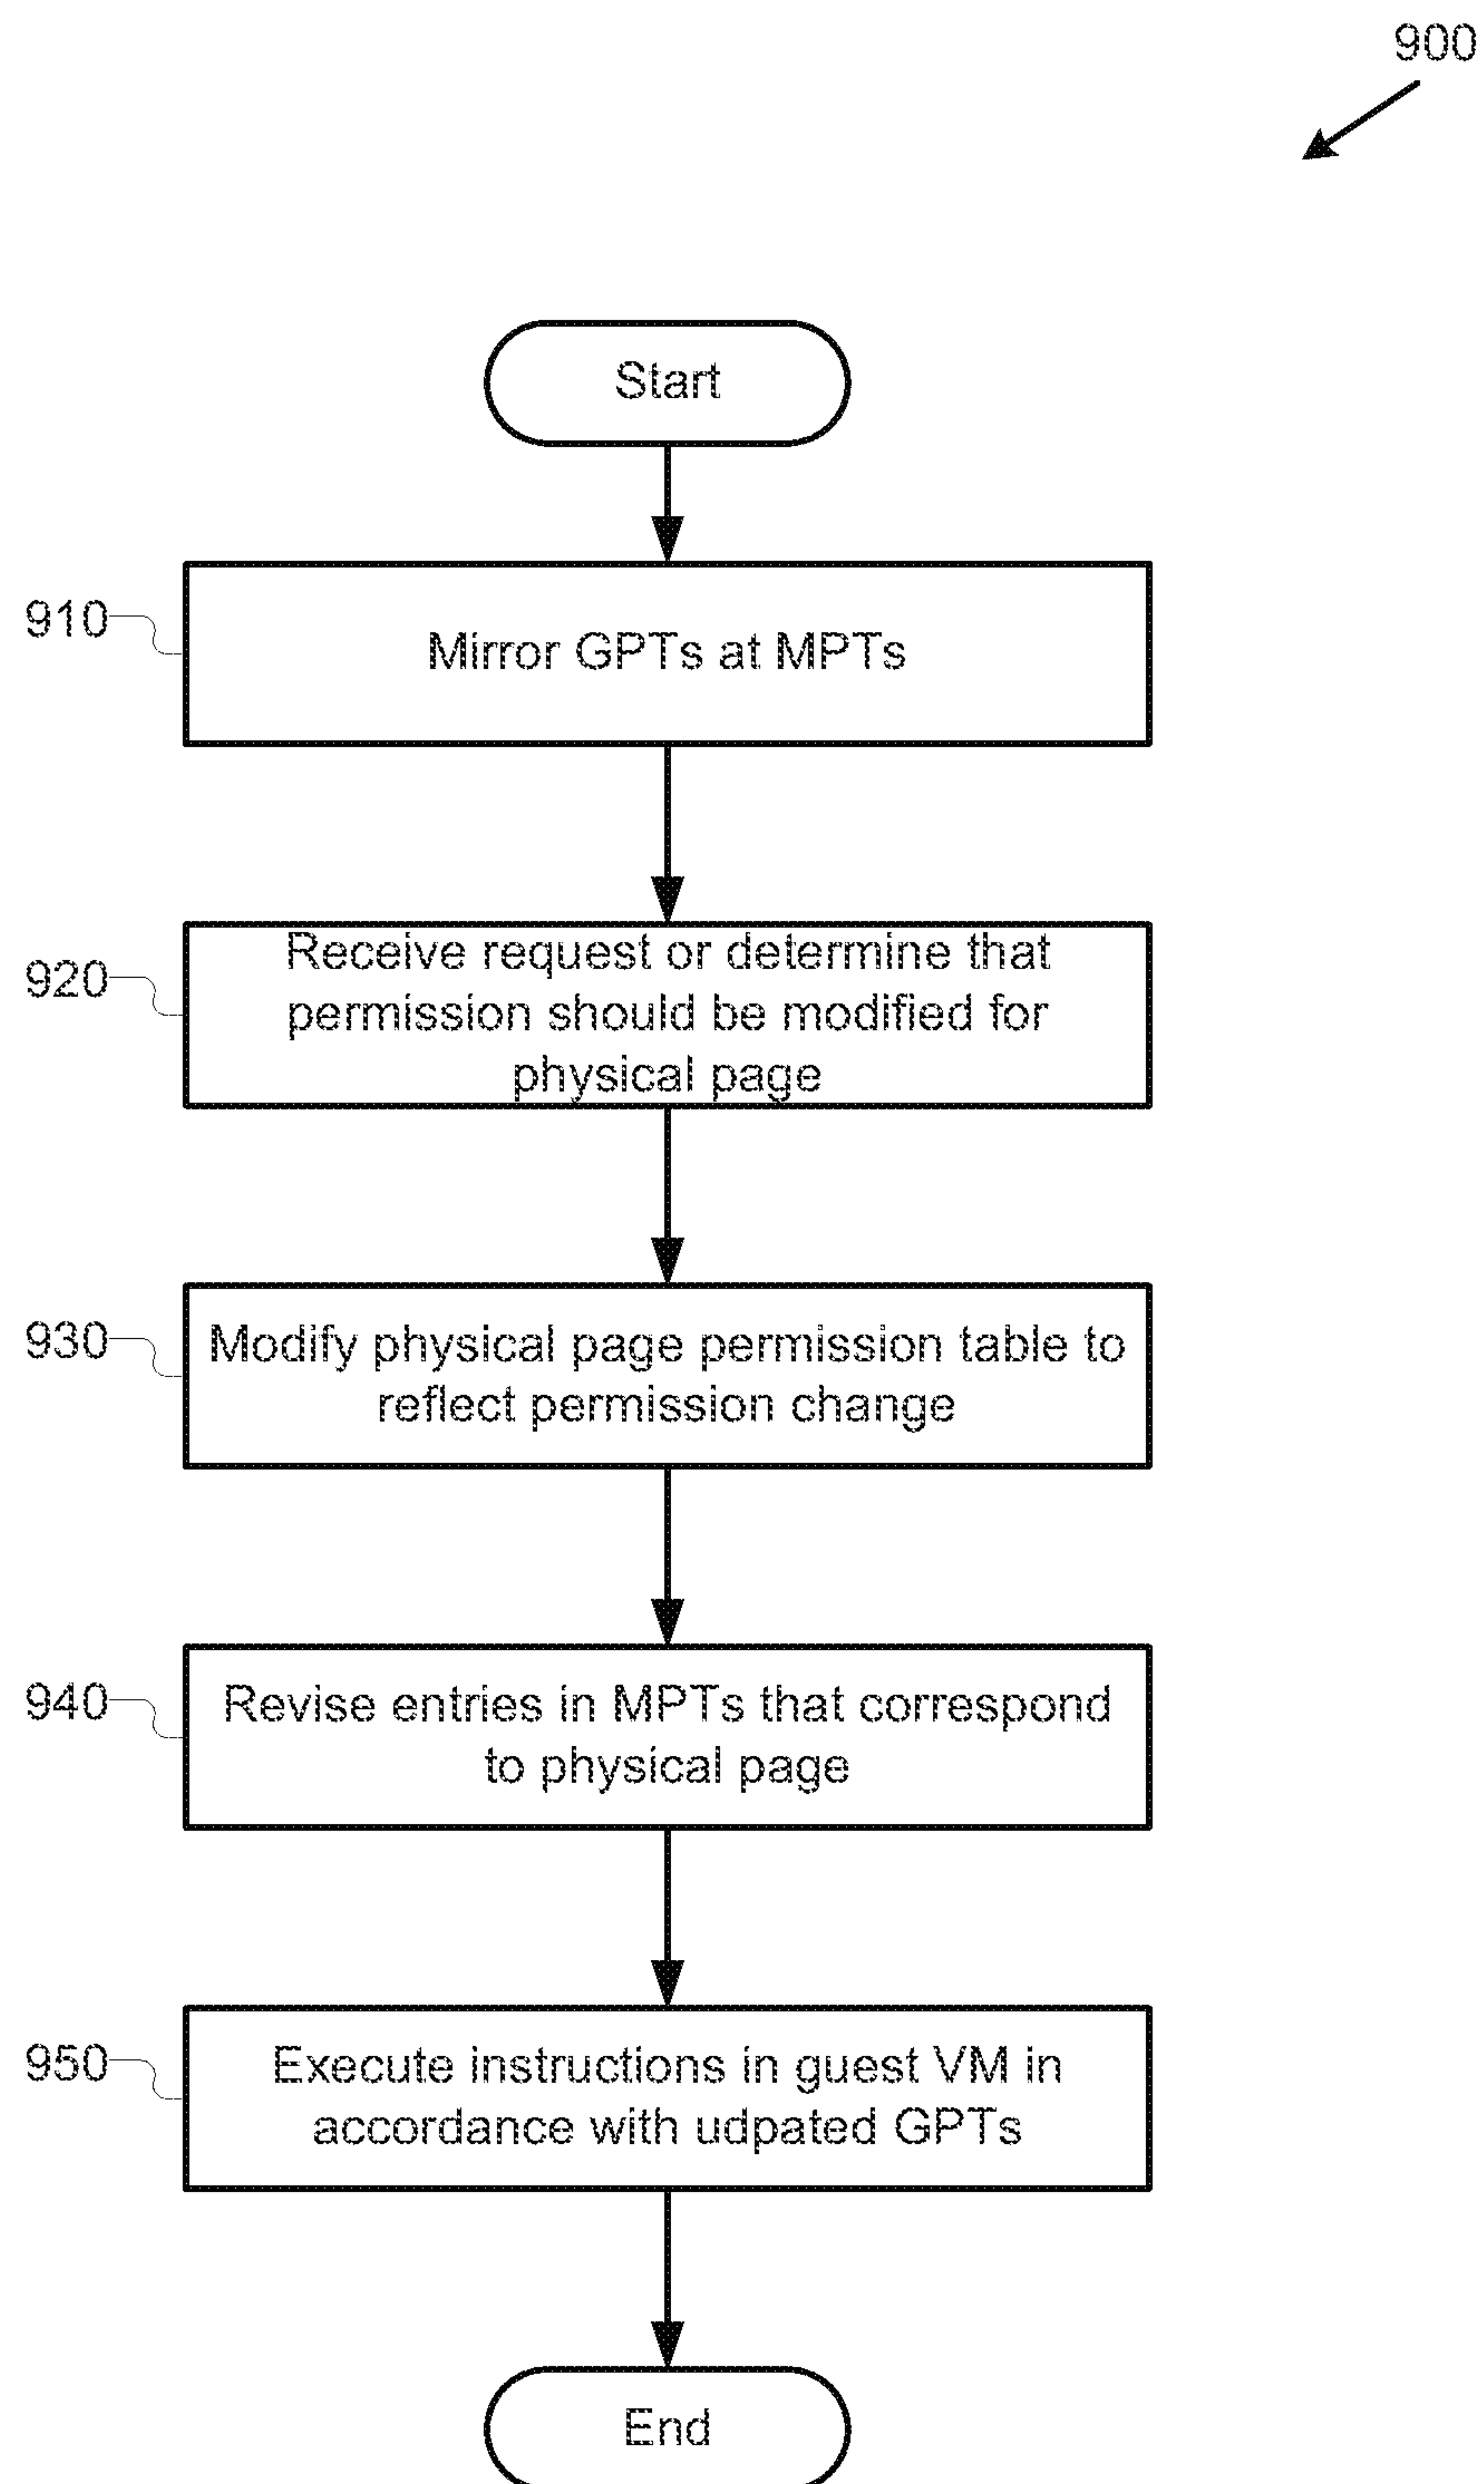 900
Start
910
Mirror GPTs at MPTs
920
Receive request or determine that
permission should be modified for
physical page
930
Modify physical page permission table to
reflect permission change
940
Revise entries in MPTs that correspond
to physical page
950
Execute instructions in guest VM in
accordance with udpated GPTs
End